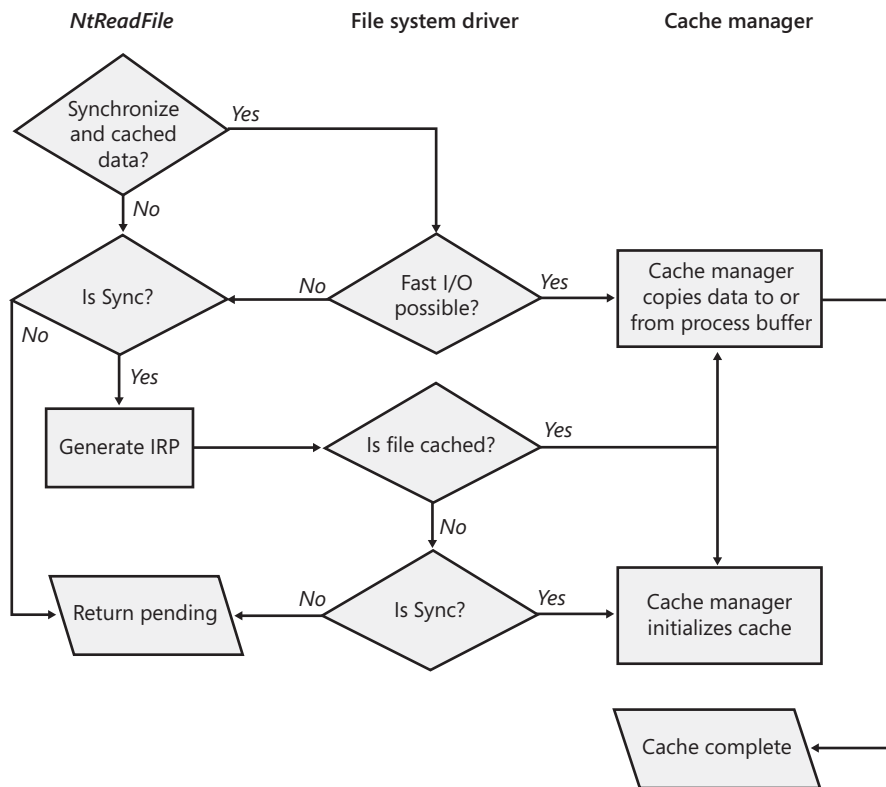 NtReadFile
File system driver
Cache manager
Synchronize
and cached
data?
Yes
No
Is Sync?
No
Fast I/O
possible?
Yes
Cache manager
copies data to or
from process buffer
No
Yes
Generate IRP
Is file cached?
Yes
No
Return pending
No
Is Sync?
Yes
Cache manager
initializes cache
Cache complete